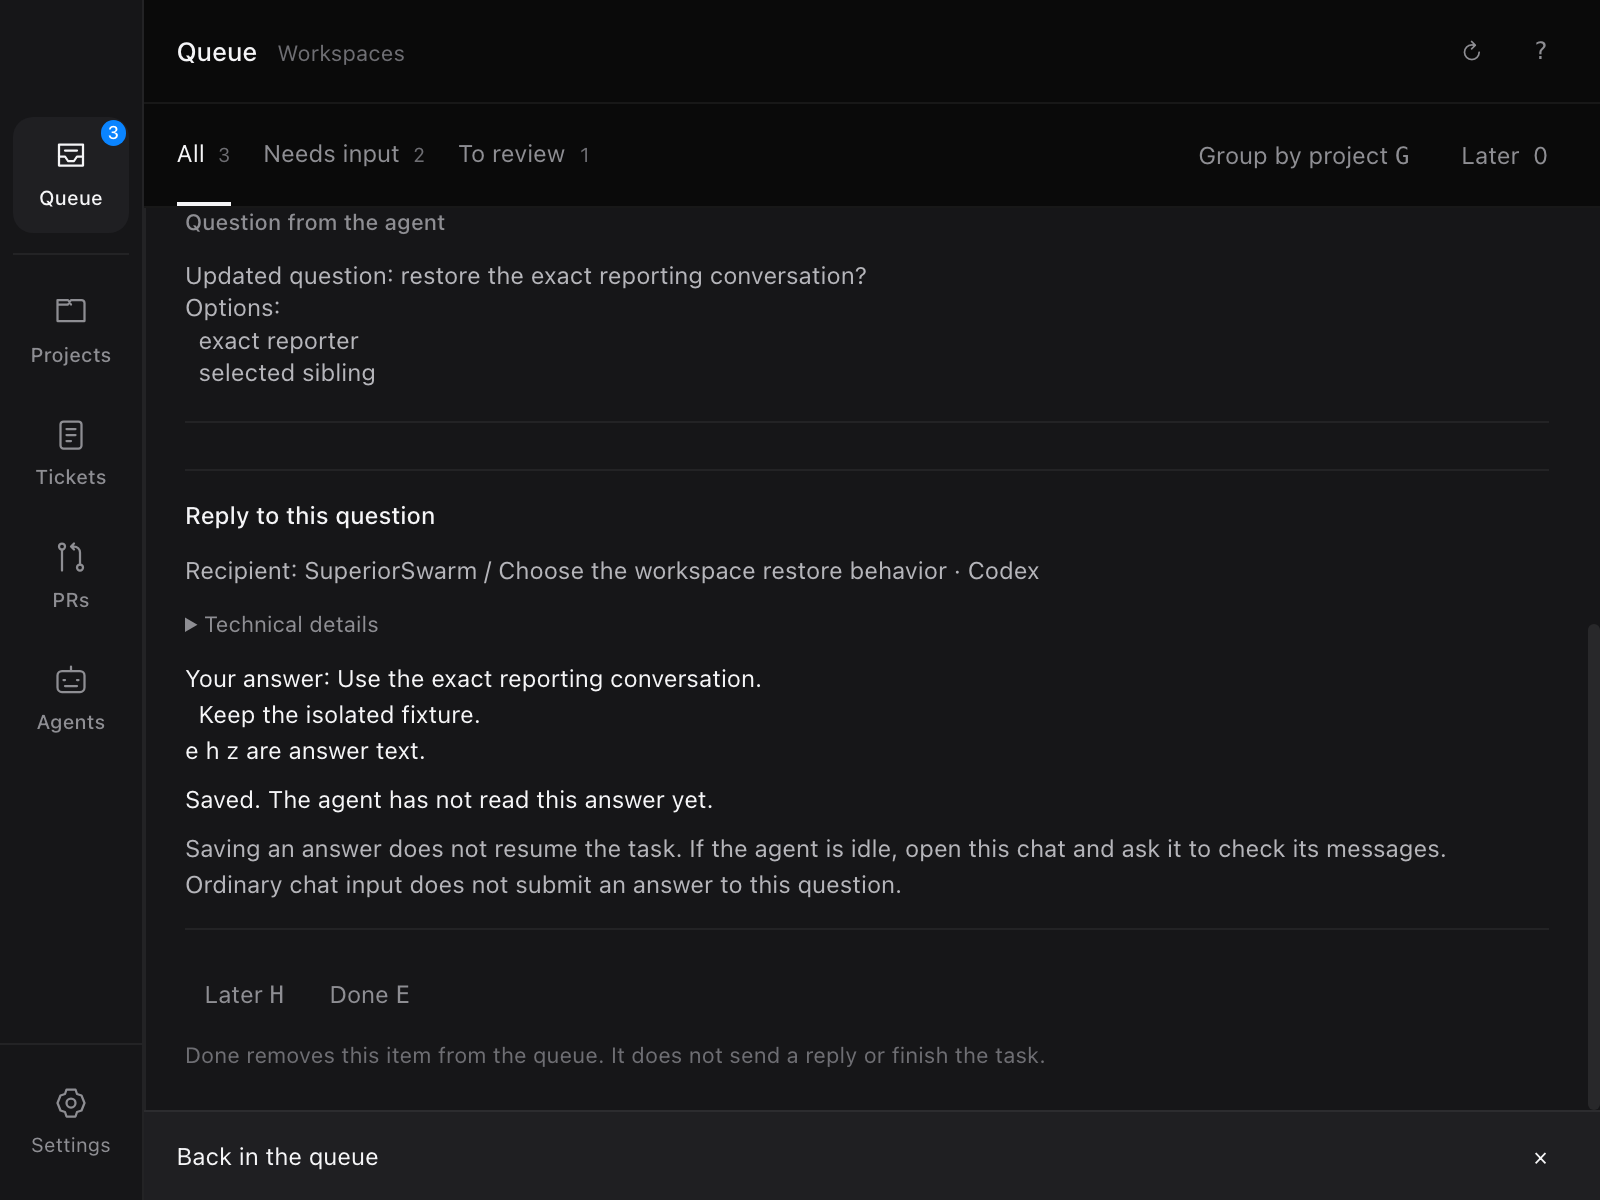 Queue Workspaces ?
3
Queue
All 3 Needs input 2 To review 1 Group by project G Later 0
Projects
Tickets
PRs
Agents
Settings
Question from the agent
Updated question: restore the exact reporting conversation?
Options:
exact reporter
selected sibling
Reply to this question
Recipient: SuperiorSwarm / Choose the workspace restore behavior · Codex
▶ Technical details
Your answer: Use the exact reporting conversation.
Keep the isolated fixture.
e h z are answer text.
Saved. The agent has not read this answer yet.
Saving an answer does not resume the task. If the agent is idle, open this chat and ask it to check its messages.
Ordinary chat input does not submit an answer to this question.
Later H Done E
Done removes this item from the queue. It does not send a reply or finish the task.
Back in the queue ×